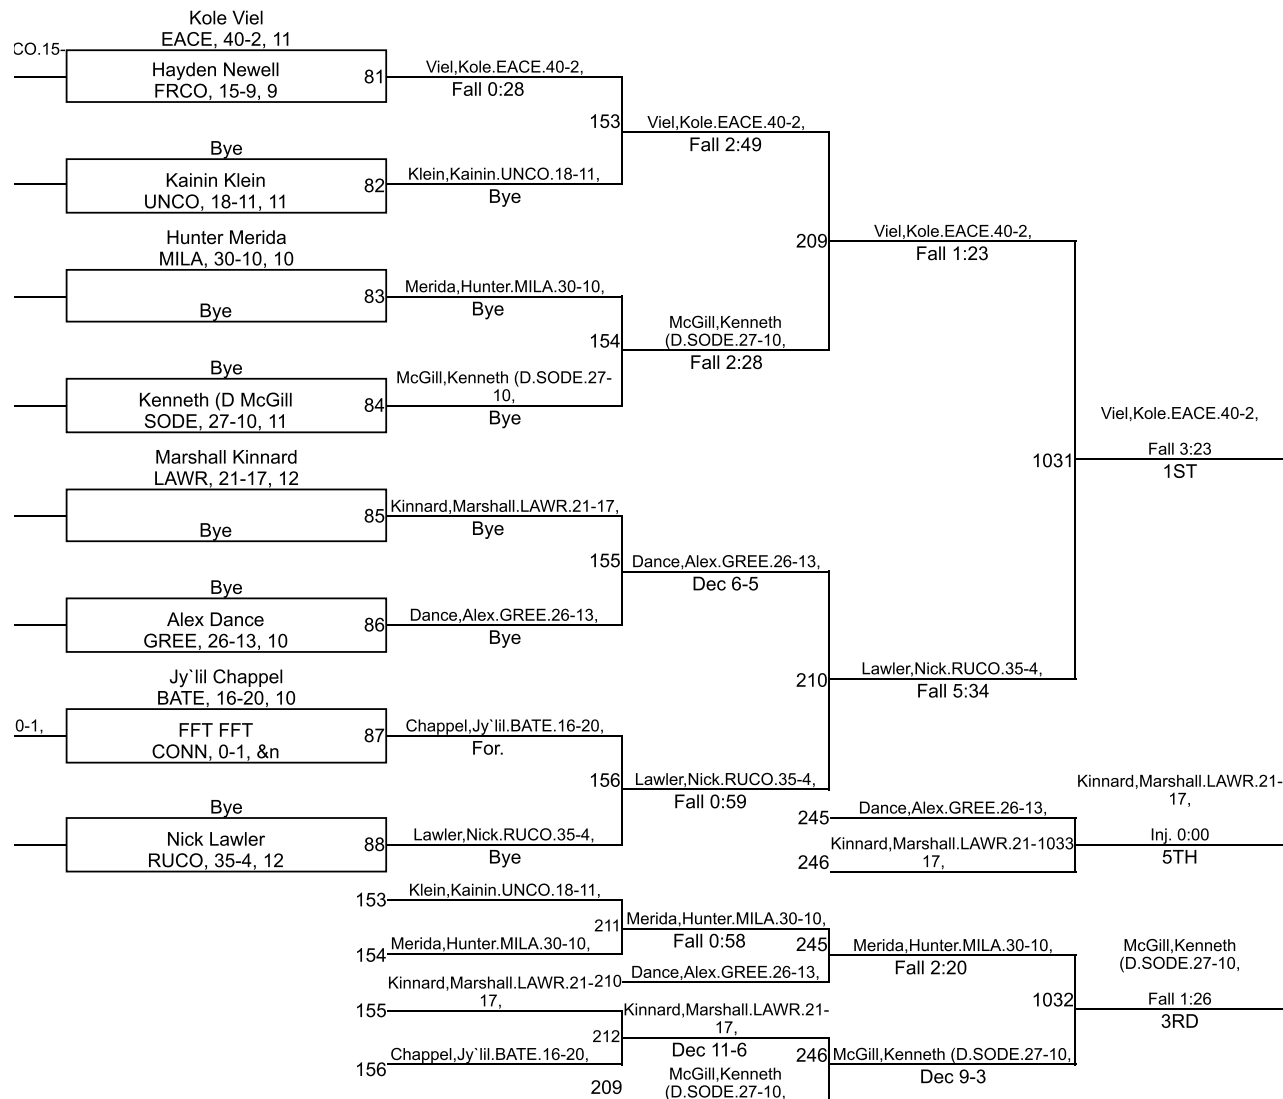 Kole Viel
EACE, 40-2, 11
CO.15-
Hayden Newell
FRCO, 15-9, 9
81
Viel,Kole.EACE.40-2,
Fall 0:28
153
Viel,Kole.EACE.40-2,
Fall 2:49
Bye
Kainin Klein
UNCO, 18-11, 11
82
Klein,Kainin.UNCO.18-11,
Bye
209
Viel,Kole.EACE.40-2,
Fall 1:23
Hunter Merida
MILA, 30-10, 10
Bye
83
Merida,Hunter.MILA.30-10,
Bye
154
McGill,Kenneth
(D.SODE.27-10,
Fall 2:28
Bye
Kenneth (D McGill
SODE, 27-10, 11
84
McGill,Kenneth (D.SODE.27-
10,
Bye
1031
Viel,Kole.EACE.40-2,
Fall 3:23
1ST
Marshall Kinnard
LAWR, 21-17, 12
Bye
85
Kinnard,Marshall.LAWR.21-17,
Bye
155
Dance,Alex.GREE.26-13,
Dec 6-5
Bye
Alex Dance
GREE, 26-13, 10
86
Dance,Alex.GREE.26-13,
Bye
210
Lawler,Nick.RUCO.35-4,
Fall 5:34
Jy`lil Chappel
BATE, 16-20, 10
0-1,
FFT FFT
CONN, 0-1, &n
87
Chappel,Jy`lil.BATE.16-20,
For.
156
Lawler,Nick.RUCO.35-4,
Fall 0:59
Bye
Nick Lawler
RUCO, 35-4, 12
88
Lawler,Nick.RUCO.35-4,
Bye
245
Dance,Alex.GREE.26-13,
246
Kinnard,Marshall.LAWR.21-
17,
1033
Kinnard,Marshall.LAWR.21-
17,
Inj. 0:00
5TH
153
Klein,Kainin.UNCO.18-11,
154
Merida,Hunter.MILA.30-10,
211
Merida,Hunter.MILA.30-10,
Fall 0:58
210
Dance,Alex.GREE.26-13,
245
Merida,Hunter.MILA.30-10,
Fall 2:20
155
Kinnard,Marshall.LAWR.21-
17,
156
Chappel,Jy`lil.BATE.16-20,
212
Kinnard,Marshall.LAWR.21-
17,
Dec 11-6
209
McGill,Kenneth
(D.SODE.27-10,
246
McGill,Kenneth (D.SODE.27-10,
Dec 9-3
1032
McGill,Kenneth
(D.SODE.27-10,
Fall 1:26
3RD